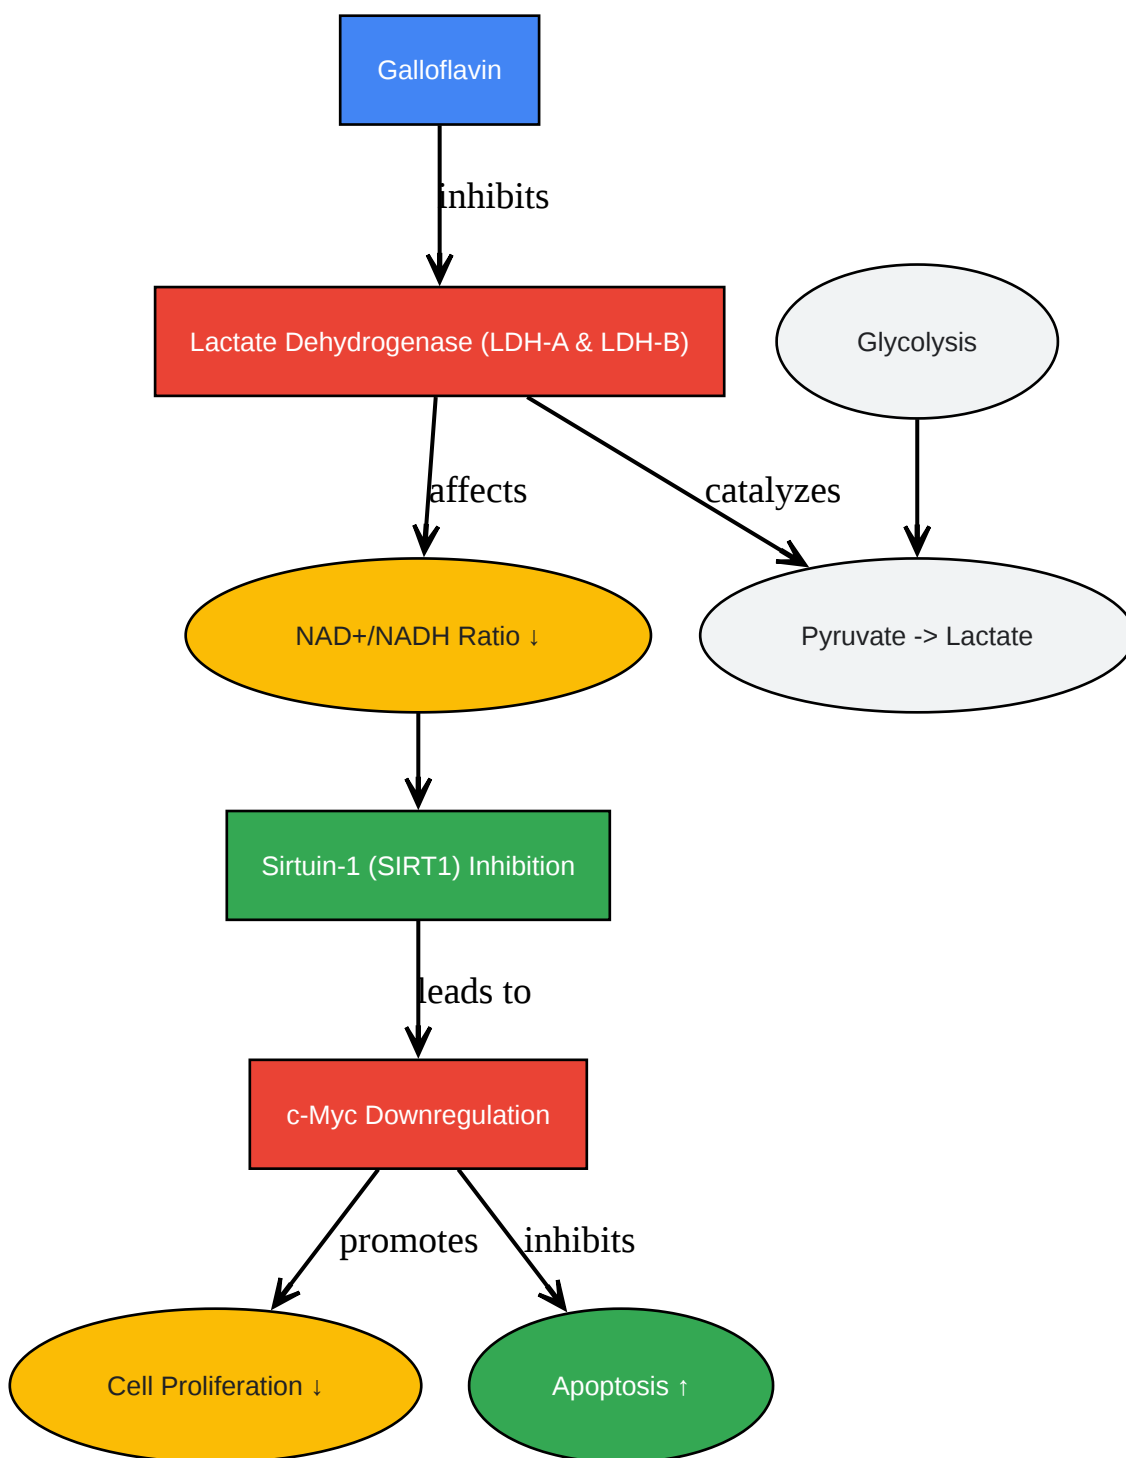 Galloflavin
inhibits
Lactate Dehydrogenase (LDH-A & LDH-B)
Glycolysis
affects
catalyzes
NAD+/NADH Ratio ↓
Pyruvate -> Lactate
Sirtuin-1 (SIRT1) Inhibition
leads to
c-Myc Downregulation
promotes
inhibits
Cell Proliferation ↓
Apoptosis ↑